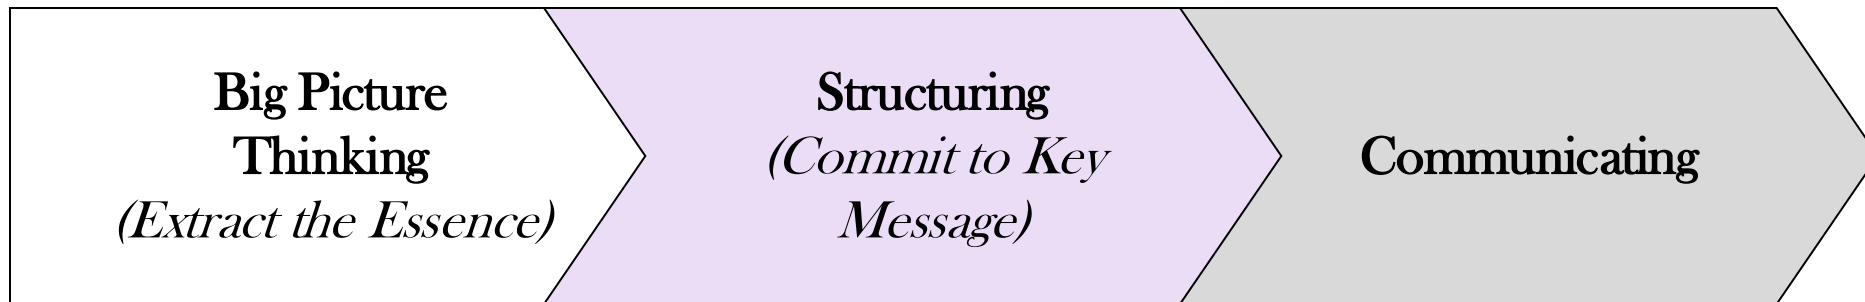 Big Picture
Thinking
(Extract the Essence)
Structuring
(Commit to Key
Message)
Communicating